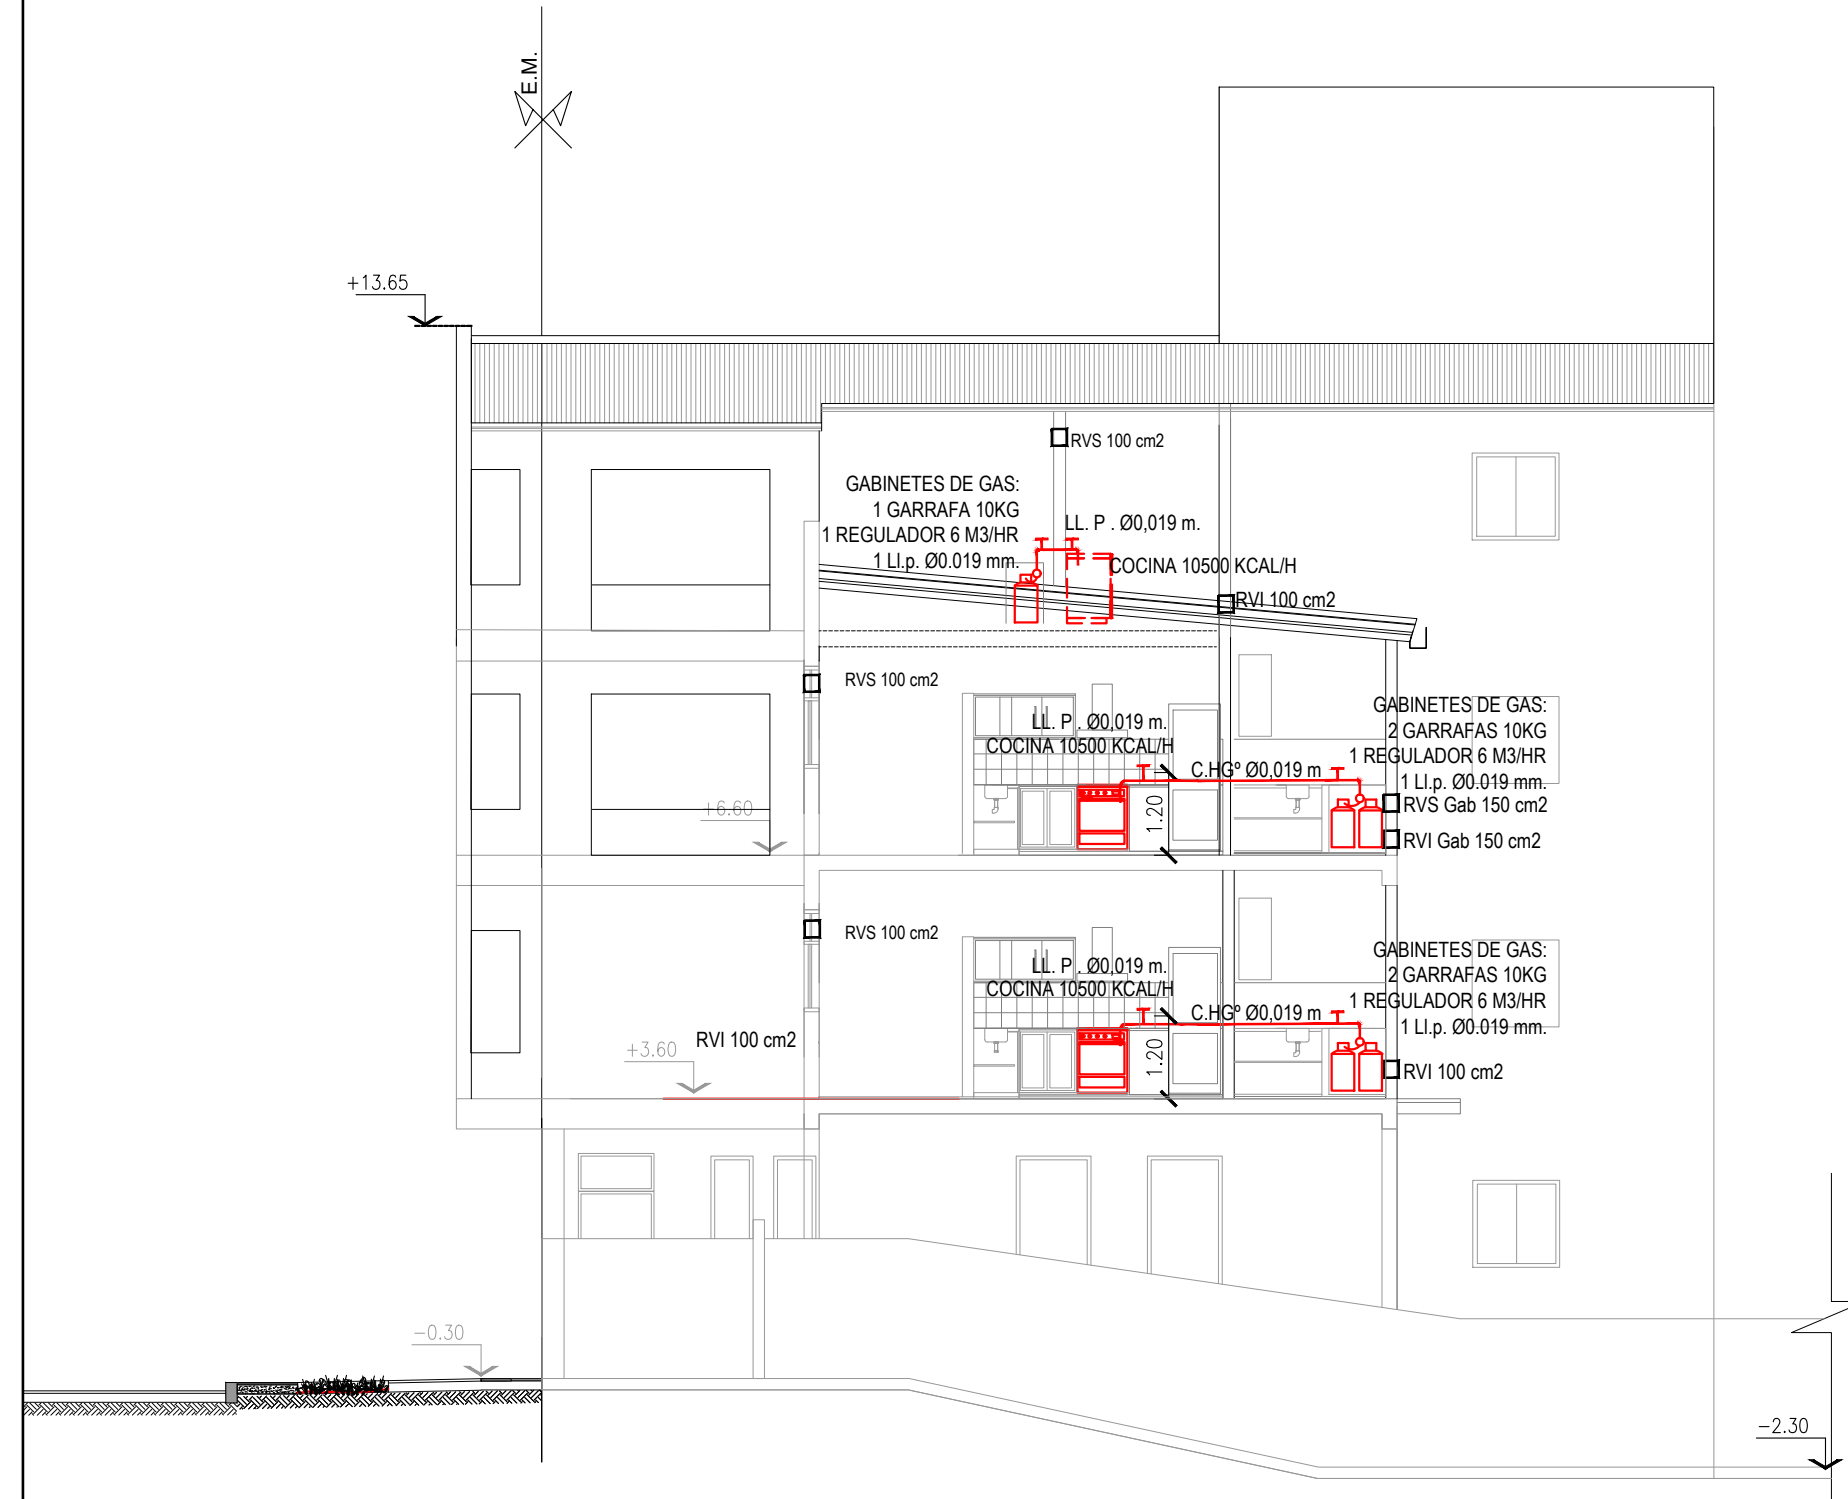 E.M.
+13.65
RVS 100 cm2
GABINETES DE GAS:
1 GARRAFA 10KG
1 REGULADOR 6 M3/HR
1 Ll.p. Ø0.019 mm.
LL. P . Ø0,019 m.
COCINA 10500 KCAL/H
RVI 100 cm2
RVS 100 cm2
LL. P . Ø0,019 m.
COCINA 10500 KCAL/H
C.HGº Ø0,019 m
1.20
GABINETES DE GAS:
2 GARRAFAS 10KG
1 REGULADOR 6 M3/HR
1 Ll.p. Ø0.019 mm.
RVS Gab 150 cm2
RVI Gab 150 cm2
+6.60
RVS 100 cm2
LL. P . Ø0,019 m.
COCINA 10500 KCAL/H
C.HGº Ø0,019 m
1.20
GABINETES DE GAS:
2 GARRAFAS 10KG
1 REGULADOR 6 M3/HR
1 Ll.p. Ø0.019 mm.
RVI 100 cm2
+3.60
RVI 100 cm2
-0.30
-2.30